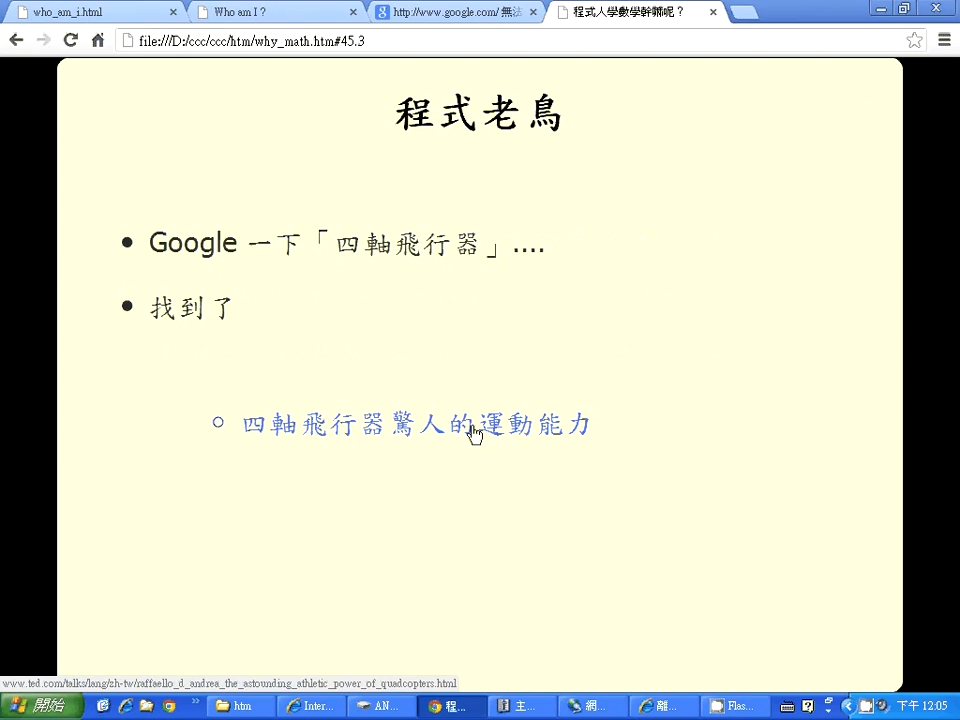 who_am_i.html
Who am I ?
http://www.google.com/ 無法
程式人學數學幹嘛呢？
file:///D:/ccc/ccc/htm/why_math.htm#45.3
程式老鳥
Google 一下「四軸飛行器」....
找到了
四軸飛行器驚人的運動能力
www.ted.com/talks/lang/zh-tw/raffaello_d_andrea_the_astounding_athletic_power_of_quadcopters.html
開始
htm
Inter...
AN...
程...
主...
網...
離...
Flas...
下午 12:05